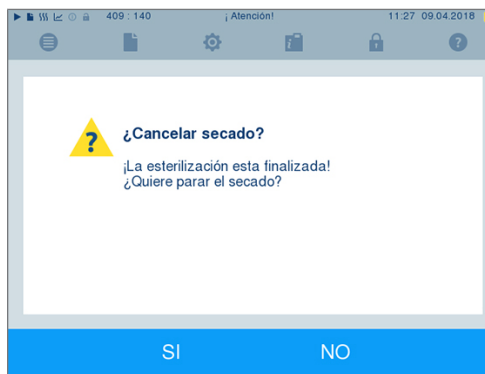 409 : 140 ¡ Atención! 11:27 09.04.2018
¿Cancelar secado?
¡La esterilización esta finalizada!
¿Quiere parar el secado?
SI NO